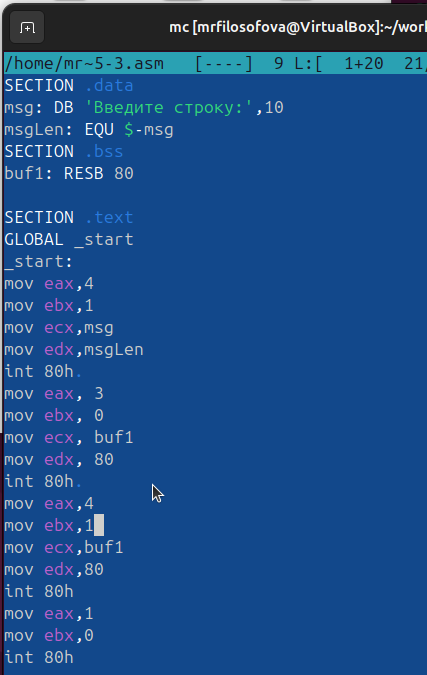 mc [mrfilosofova@VirtualBox]:~/worl
/home/mr~5-3.asm   [----]  9 L:[  1+20  21
SECTION .data
msg: DB 'Введите строку:',10
msgLen: EQU $-msg
SECTION .bss
buf1: RESB 80

SECTION .text
GLOBAL _start
_start:
mov eax,4
mov ebx,1
mov ecx,msg
mov edx,msgLen
int 80h.
mov eax, 3
mov ebx, 0
mov ecx, buf1
mov edx, 80
int 80h.
mov eax,4
mov ebx,1
mov ecx,buf1
mov edx,80
int 80h
mov eax,1
mov ebx,0
int 80h